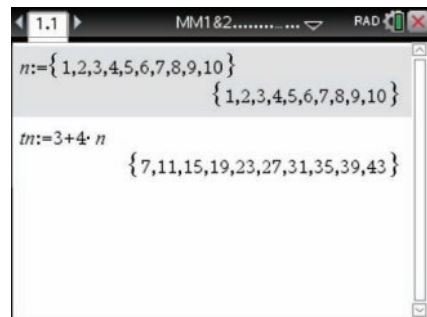 1.1 MM1&2...... ... RAD
n:={1,2,3,4,5,6,7,8,9,10}
{1,2,3,4,5,6,7,8,9,10}
tn:=3+4· n
{7,11,15,19,23,27,31,35,39,43}